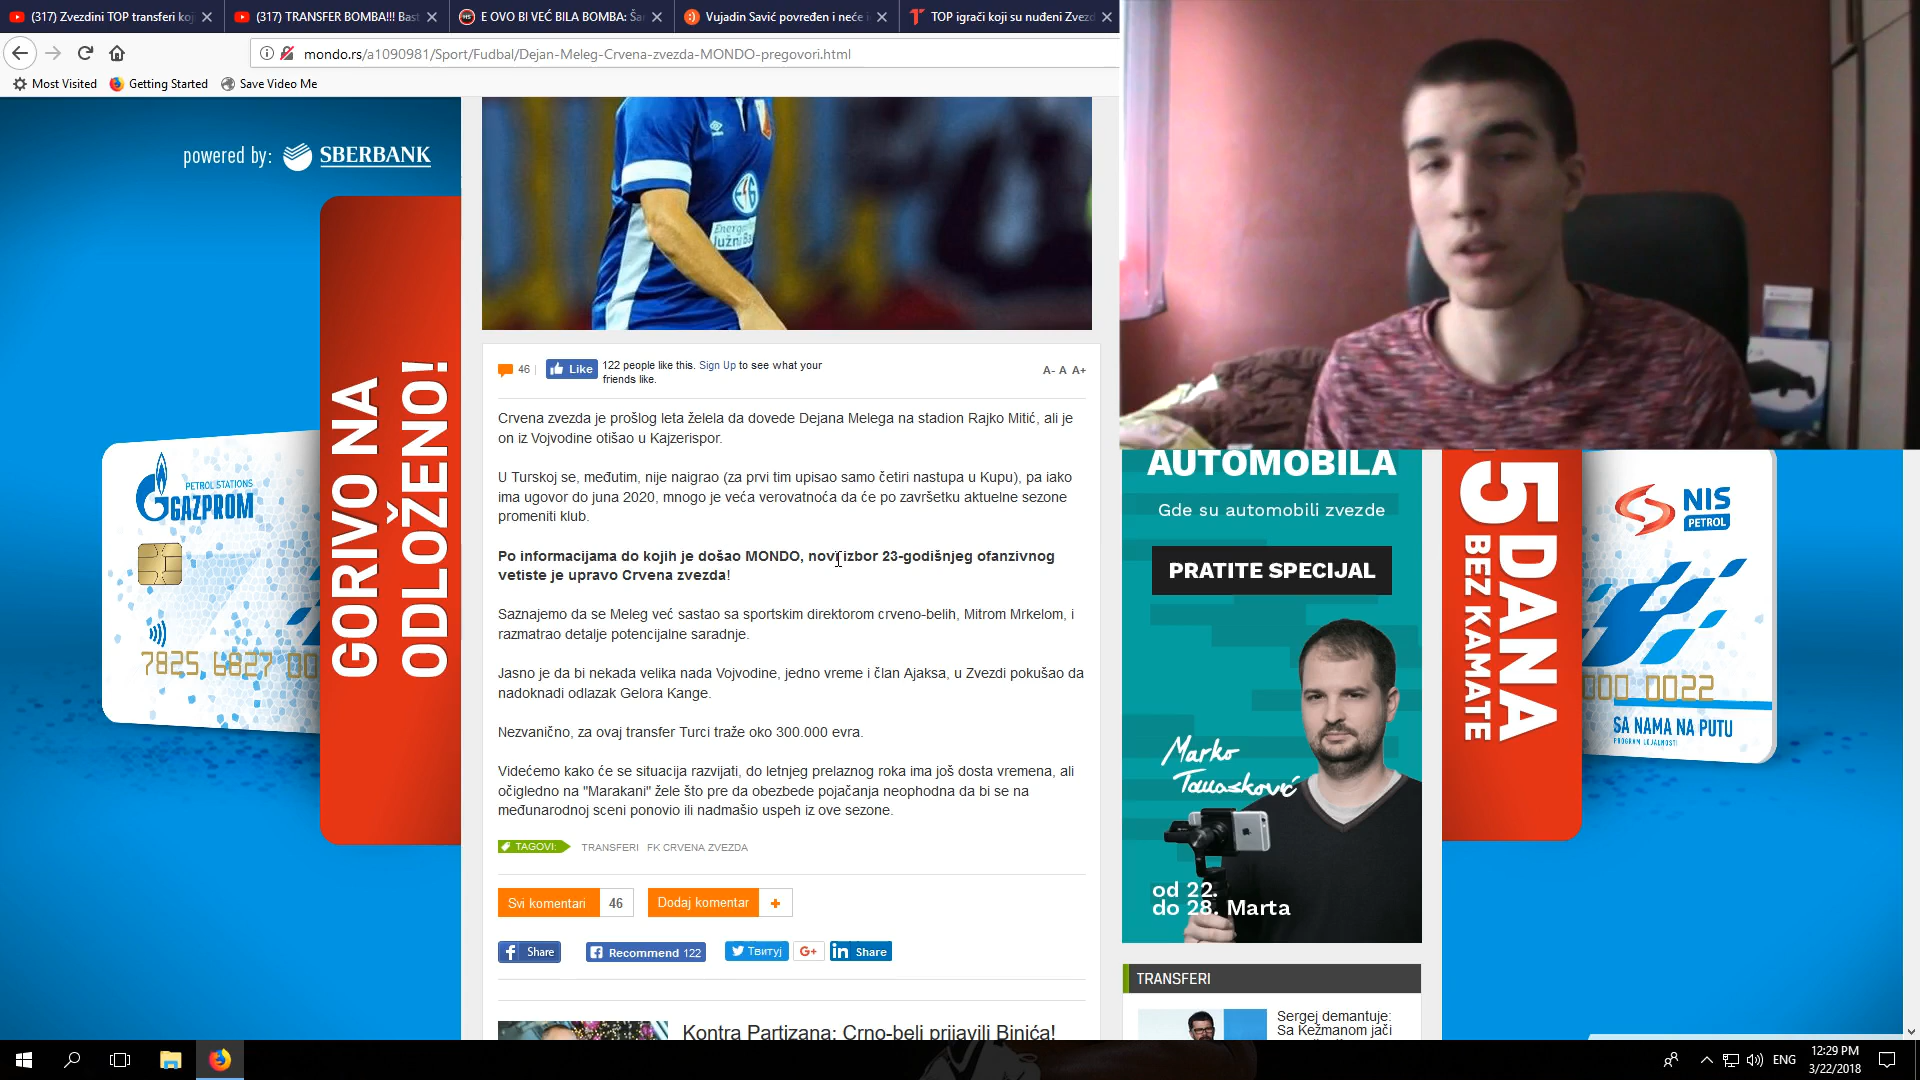 (317) Zvezdini TOP transferi koj
(317) TRANSFER BOMBA!!! Bast
E OVO BI VEĆ BILA BOMBA: Ša
Vujadin Savić povređen i neće i
TOP igrači koji su nuđeni Zvezd
mondo.rs/a1090981/Sport/Fudbal/Dejan-Meleg-Crvena-zvezda-MONDO-pregovori.html
Most Visited
Getting Started
Save Video Me
powered by: SBERBANK
GORIVO NA
ODLOŽENO!
PETROL STATIONS
GAZPROM
7825 6827 00
46
Like
122 people like this. Sign Up to see what your
friends like.
A- A A+
Crvena zvezda je prošlog leta želela da dovede Dejana Melega na stadion Rajko Mitić, ali je
on iz Vojvodine otišao u Kajzerispor.
U Turskoj se, međutim, nije naigrao (za prvi tim upisao samo četiri nastupa u Kupu), pa iako
ima ugovor do juna 2020, mnogo je veća verovatnoća da će po završetku aktuelne sezone
promeniti klub.
Po informacijama do kojih je došao MONDO, novi izbor 23-godišnjeg ofanzivnog
vetiste je upravo Crvena zvezda!
Saznajemo da se Meleg već sastao sa sportskim direktorom crveno-belih, Mitrom Mrkelom, i
razmatrao detalje potencijalne saradnje.
Jasno je da bi nekada velika nada Vojvodine, jedno vreme i član Ajaksa, u Zvezdi pokušao da
nadoknadi odlazak Gelora Kange.
Nezvanično, za ovaj transfer Turci traže oko 300.000 evra.
Videćemo kako će se situacija razvijati, do letnjeg prelaznog roka ima još dosta vremena, ali
očigledno na "Marakani" žele što pre da obezbede pojačanja neophodna da bi se na
međunarodnoj sceni ponovio ili nadmašio uspeh iz ove sezone.
TAGOVI:
TRANSFERI FK CRVENA ZVEZDA
Svi komentari 46
Dodaj komentar +
Share
Recommend 122
Твитуј
G+
in Share
Kontra Partizana: Crno-beli prijavili Binića!
AUTOMOBILA
Gde su automobili zvezde
PRATITE SPECIJAL
Marko
Tomasković
od 22.
do 28. Marta
TRANSFERI
Sergej demantuje:
Sa Kežmanom jači
5 DANA
BEZ KAMATE
NIS
PETROL
000 0022
SA NAMA NA PUTU
PROGRAM LOJALNOSTI
ENG
12:29 PM
3/22/2018